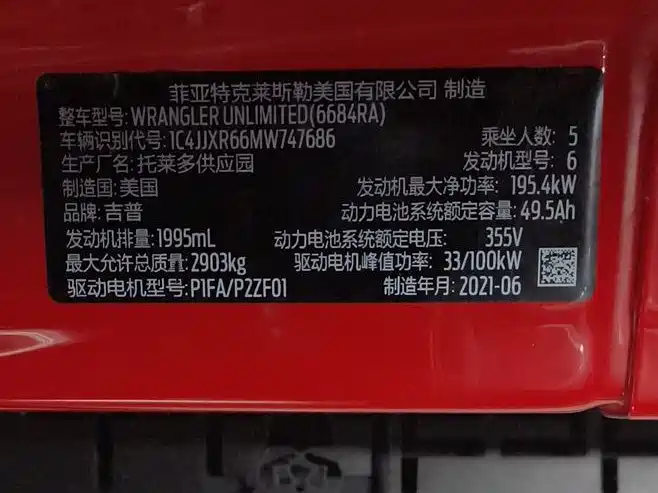 菲亚特克莱斯勒美国有限公司 制造
整车型号:WRANGLER UNLIMITED(6684RA)
车辆识别代号:1C4JJXR66MW747686 乘坐人数: 5
生产厂名:托莱多供应园 发动机型号: 6
制造国:美国 发动机最大净功率: 195.4kW
品牌:吉普 动力电池系统额定容量: 49.5Ah
发动机排量:1995mL 动力电池系统额定电压: 355V
最大允许总质量:2903kg 驱动电机峰值功率: 33/100kW
驱动电机型号:P1FA/P2ZF01 制造年月: 2021-06